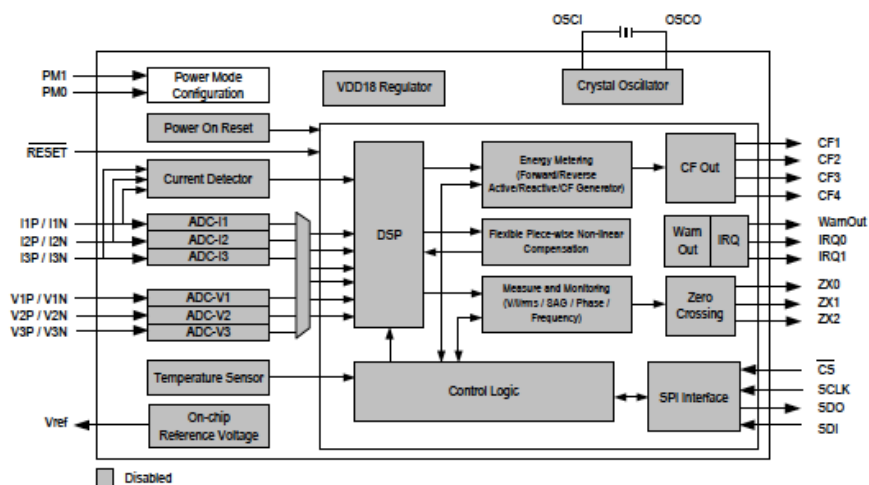 OSCI
OSCO
PM1
PM0
Power Mode
Configuration
VDD18 Regulator
Crystal Oscillator
Power On Reset
RESET
Current Detector
I1P / I1N
I2P / I2N
I3P / I3N
ADC-I1
ADC-I2
ADC-I3
V1P / V1N
V2P / V2N
V3P / V3N
ADC-V1
ADC-V2
ADC-V3
Temperature Sensor
Vref
On-chip
Reference Voltage
DSP
Energy Metering
(Forward/Reverse
Active/Reactive/CF Generator)
Flexible Piece-wise Non-linear
Compensation
Measure and Monitoring
(V/I/rms / SAG / Phase /
Frequency)
Control Logic
CF Out
CF1
CF2
CF3
CF4
Warn
Out
IRQ
WarnOut
IRQ0
IRQ1
Zero
Crossing
ZX0
ZX1
ZX2
SPI Interface
CS
SCLK
SDO
SDI
Disabled